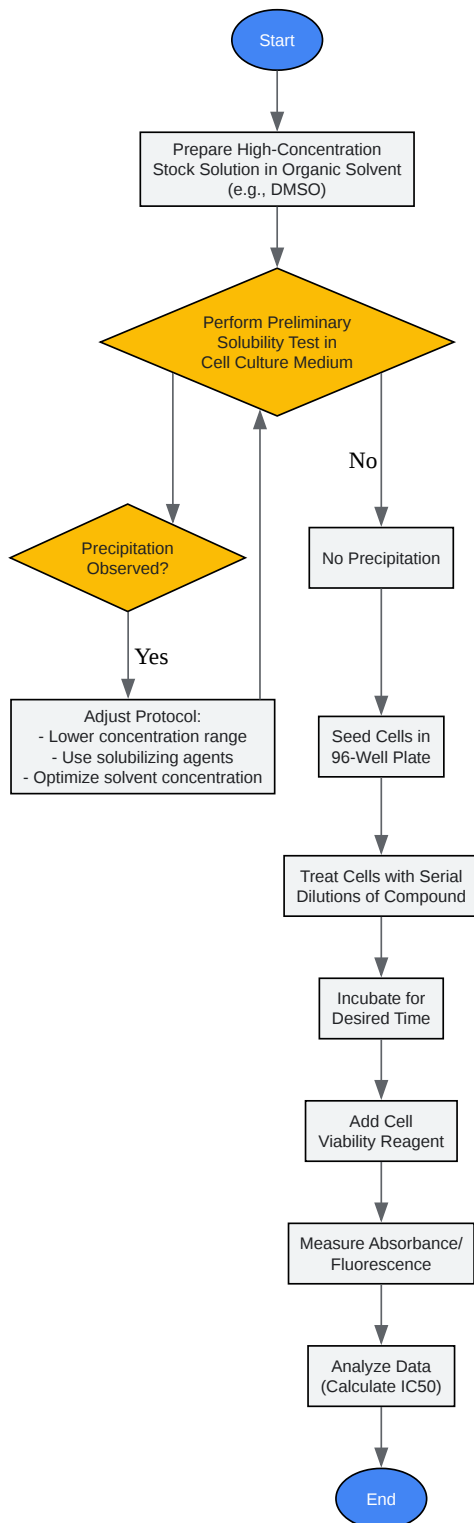 Start
Prepare High-Concentration
Stock Solution in Organic Solvent
(e.g., DMSO)
Perform Preliminary
Solubility Test in
Cell Culture Medium
No
Precipitation
Observed?
No Precipitation
Yes
Adjust Protocol:
- Lower concentration range
- Use solubilizing agents
- Optimize solvent concentration
Seed Cells in
96-Well Plate
Treat Cells with Serial
Dilutions of Compound
Incubate for
Desired Time
Add Cell
Viability Reagent
Measure Absorbance/
Fluorescence
Analyze Data
(Calculate IC50)
End